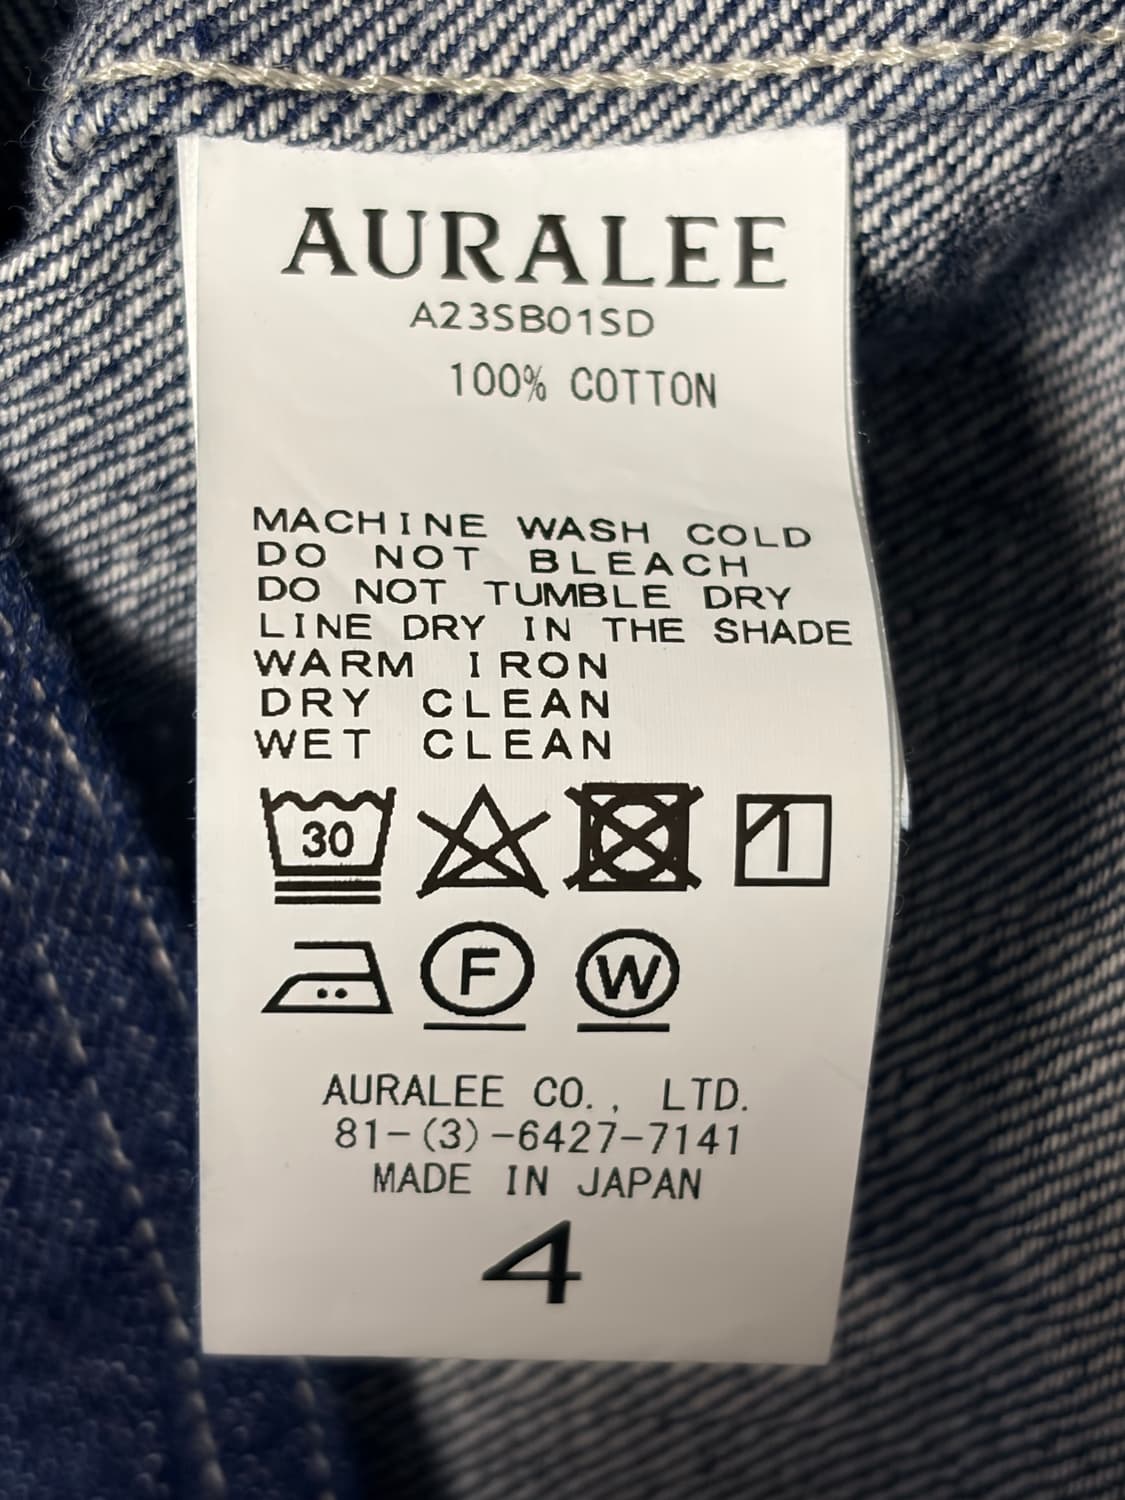 AURALEE
A23SB01SD
100% COTTON
MACHINE WASH COLD
DO NOT BLEACH
DO NOT TUMBLE DRY
LINE DRY IN THE SHADE
WARM IRON
DRY CLEAN
WET CLEAN
30
F W
AURALEE CO., LTD.
81-(3)-6427-7141
MADE IN JAPAN
4